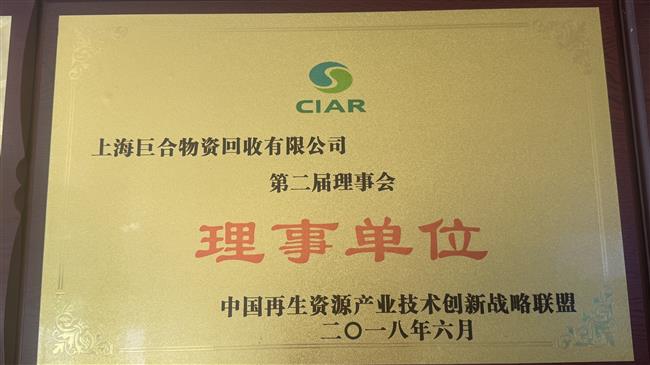 CIAR
上海巨合物资回收有限公司
第二届理事会
理事单位
中国再生资源产业技术创新战略联盟
二〇一八年六月